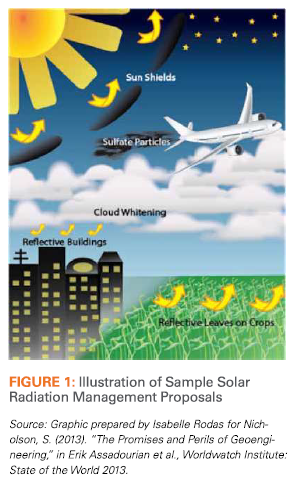 Sun Shields
Sulfate Particles
Cloud Whitening
Reflective Buildings
Reflective Leaves on Crops
FIGURE 1: Illustration of Sample Solar
Radiation Management Proposals
Source: Graphic prepared by Isabelle Rodas for Nich-
olson, S. (2013). “The Promises and Perils of Geoengi-
neering,” in Erik Assadourian et al., Worldwatch Institute:
State of the World 2013.